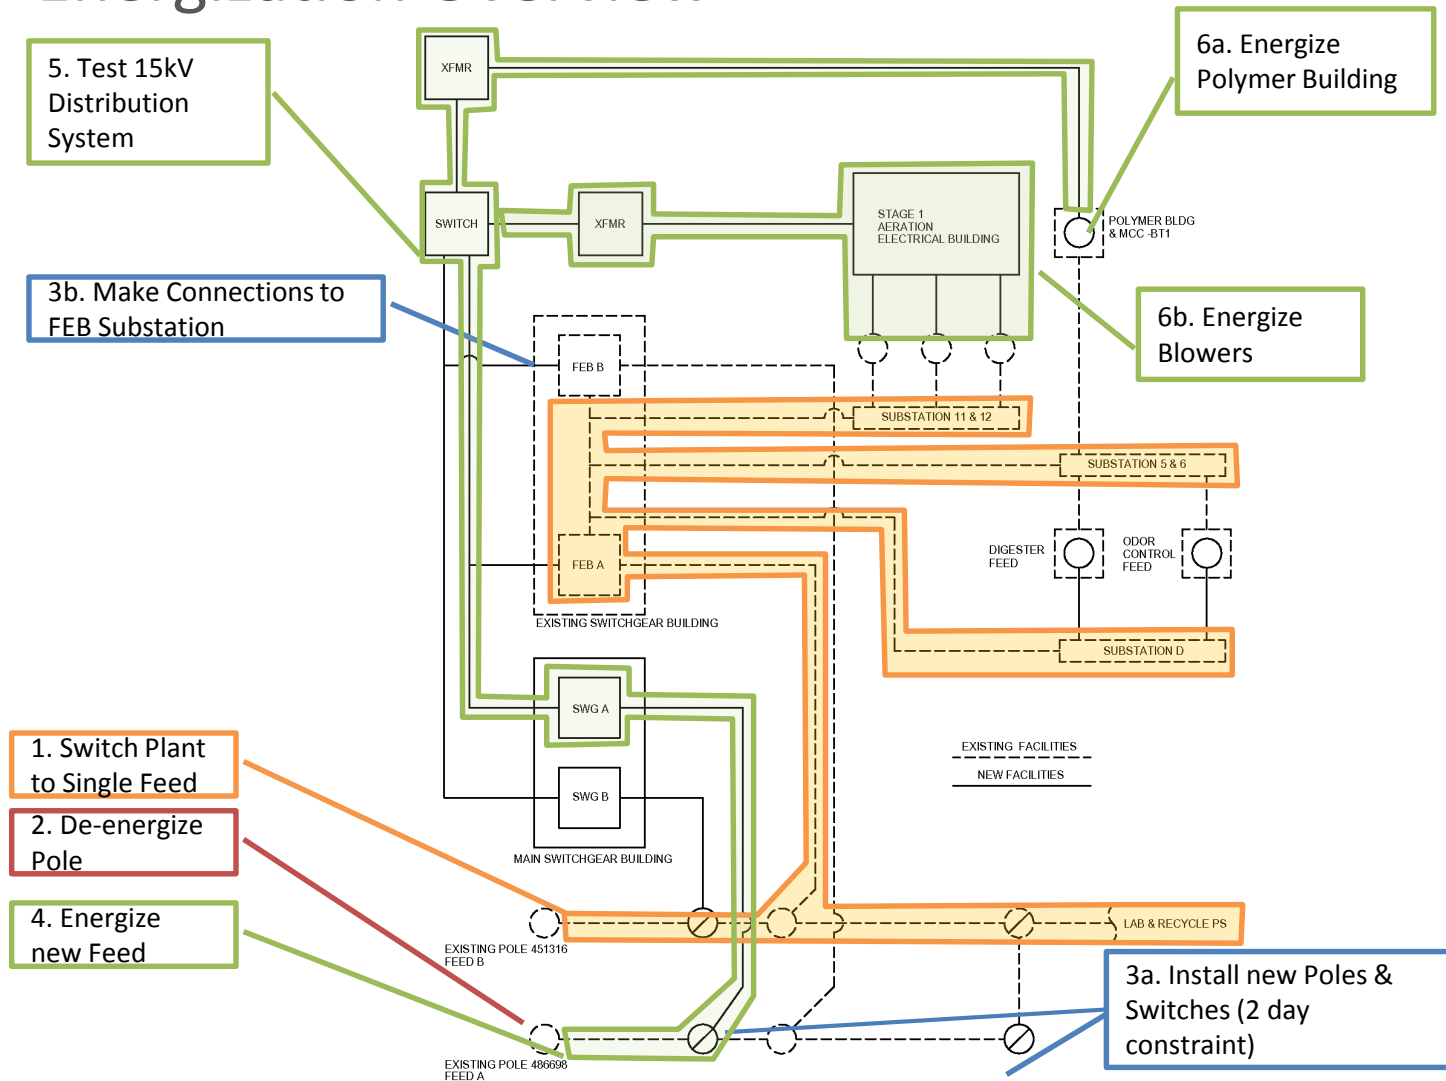 Energization Overview
5. Test 15kV
Distribution
System
XFMR
6a. Energize
Polymer Building
SWITCH
XFMR
STAGE 1
AERATION
ELECTRICAL BUILDING
POLYMER BLDG
& MCC -BT1
3b. Make Connections to
FEB Substation
6b. Energize
Blowers
FEB B
SUBSTATION 11 & 12
SUBSTATION 5 & 6
FEB A
DIGESTER
FEED
ODOR
CONTROL
FEED
EXISTING SWITCHGEAR BUILDING
SUBSTATION D
SWG A
1. Switch Plant
to Single Feed
EXISTING FACILITIES
NEW FACILITIES
SWG B
2. De-energize
Pole
MAIN SWITCHGEAR BUILDING
4. Energize
new Feed
EXISTING POLE 451316
FEED B
LAB & RECYCLE PS
3a. Install new Poles &
Switches (2 day
constraint)
EXISTING POLE 486698
FEED A